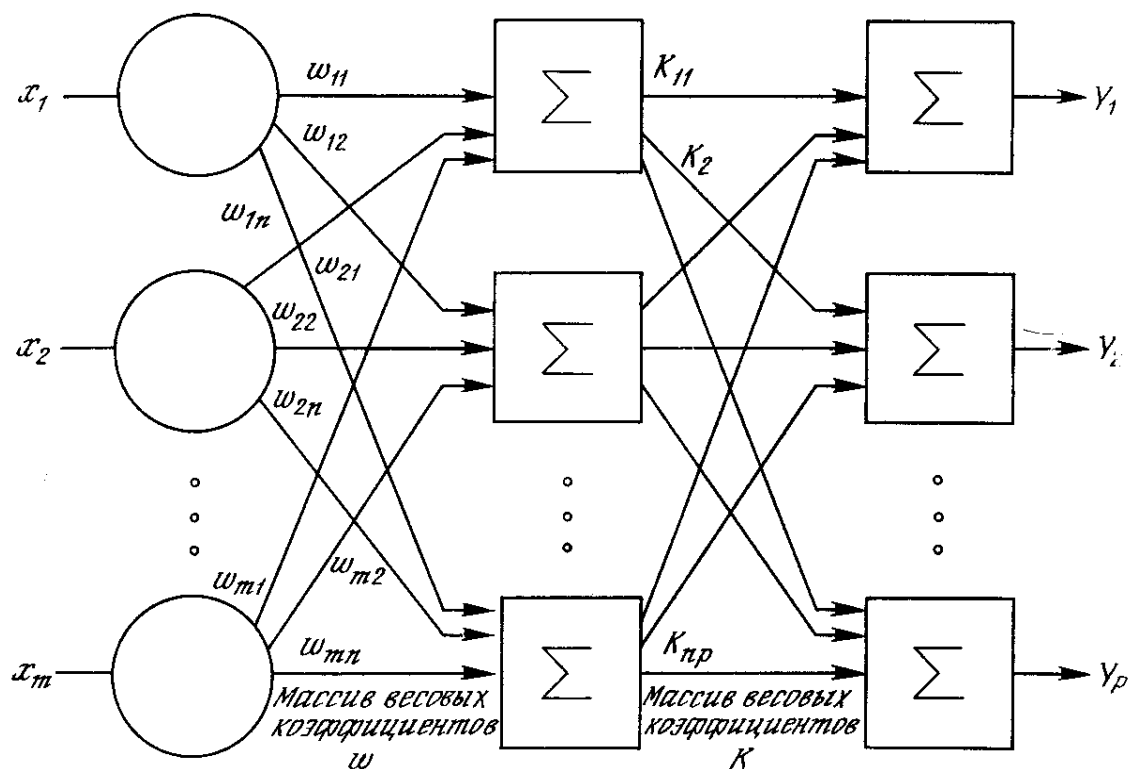 x₁
w₁₁
Σ
K₁₁
Σ
Y₁
w₁₂
K₂
w₁ₙ
w₂₁
x₂
w₂₂
Σ
Σ
Y₂
w₂ₙ
wₘ₁
wₘ₂
xₘ
wₘₙ
Σ
Kₙₚ
Σ
Yₚ
Массив весовых
коэффициентов
w
Массив весовых
коэффициентов
K